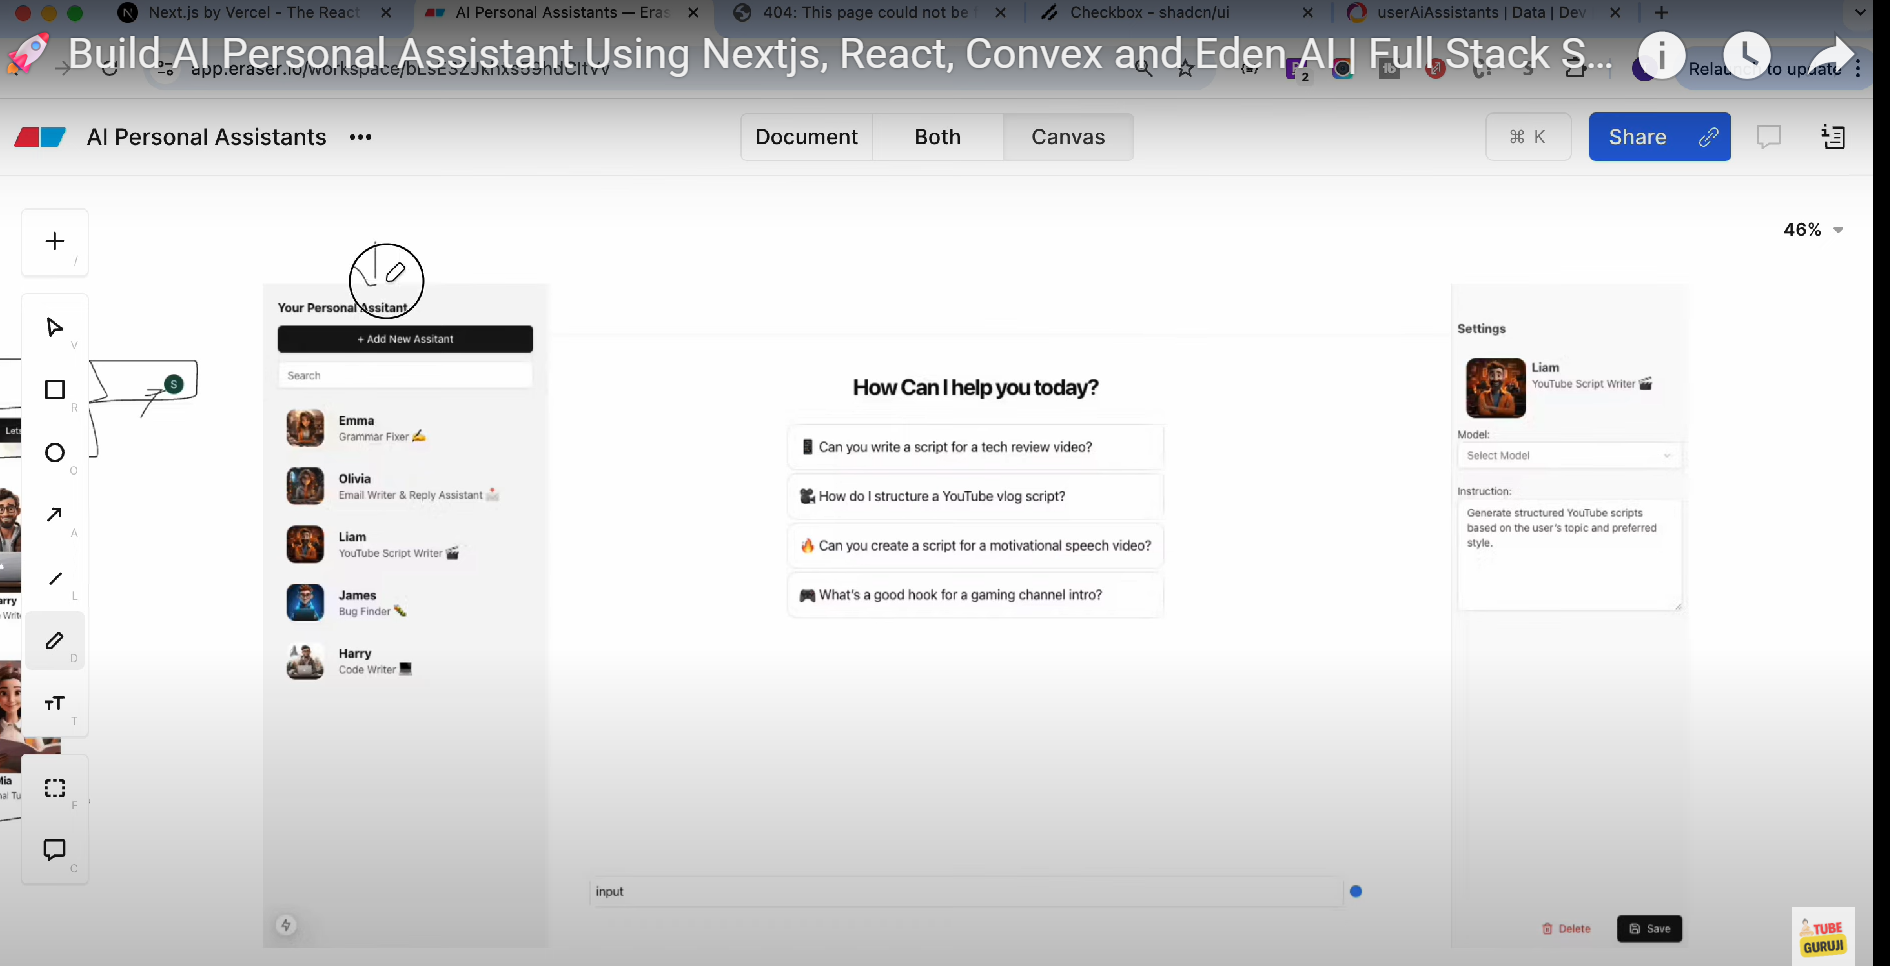 Next.js by Vercel - The React
AI Personal Assistants — Eras
404: This page could not be f
Checkbox - shadcn/ui
userAiAssistants | Data | Dev
🚀 Build AI Personal Assistant Using Nextjs, React, Convex and Eden AI | Full Stack S...
Relaunch to update
AI Personal Assistants
Document
Both
Canvas
⌘ K
Share
46%
/
V
R
O
A
L
D
T
F
C
S
Lets
Your Personal Assitant
+ Add New Assitant
Search
Emma
Grammar Fixer ✍️
Olivia
Email Writer & Reply Assistant 📩
Liam
YouTube Script Writer 🎬
James
Bug Finder 🐛
Harry
Code Writer 💻
How Can I help you today?
📱 Can you write a script for a tech review video?
🎥 How do I structure a YouTube vlog script?
🔥 Can you create a script for a motivational speech video?
🎮 What's a good hook for a gaming channel intro?
input
Settings
Liam
YouTube Script Writer 🎬
Model:
Select Model
Instruction:
Generate structured YouTube scripts
based on the user's topic and preferred
style.
Delete
Save
TUBE
GURUJI